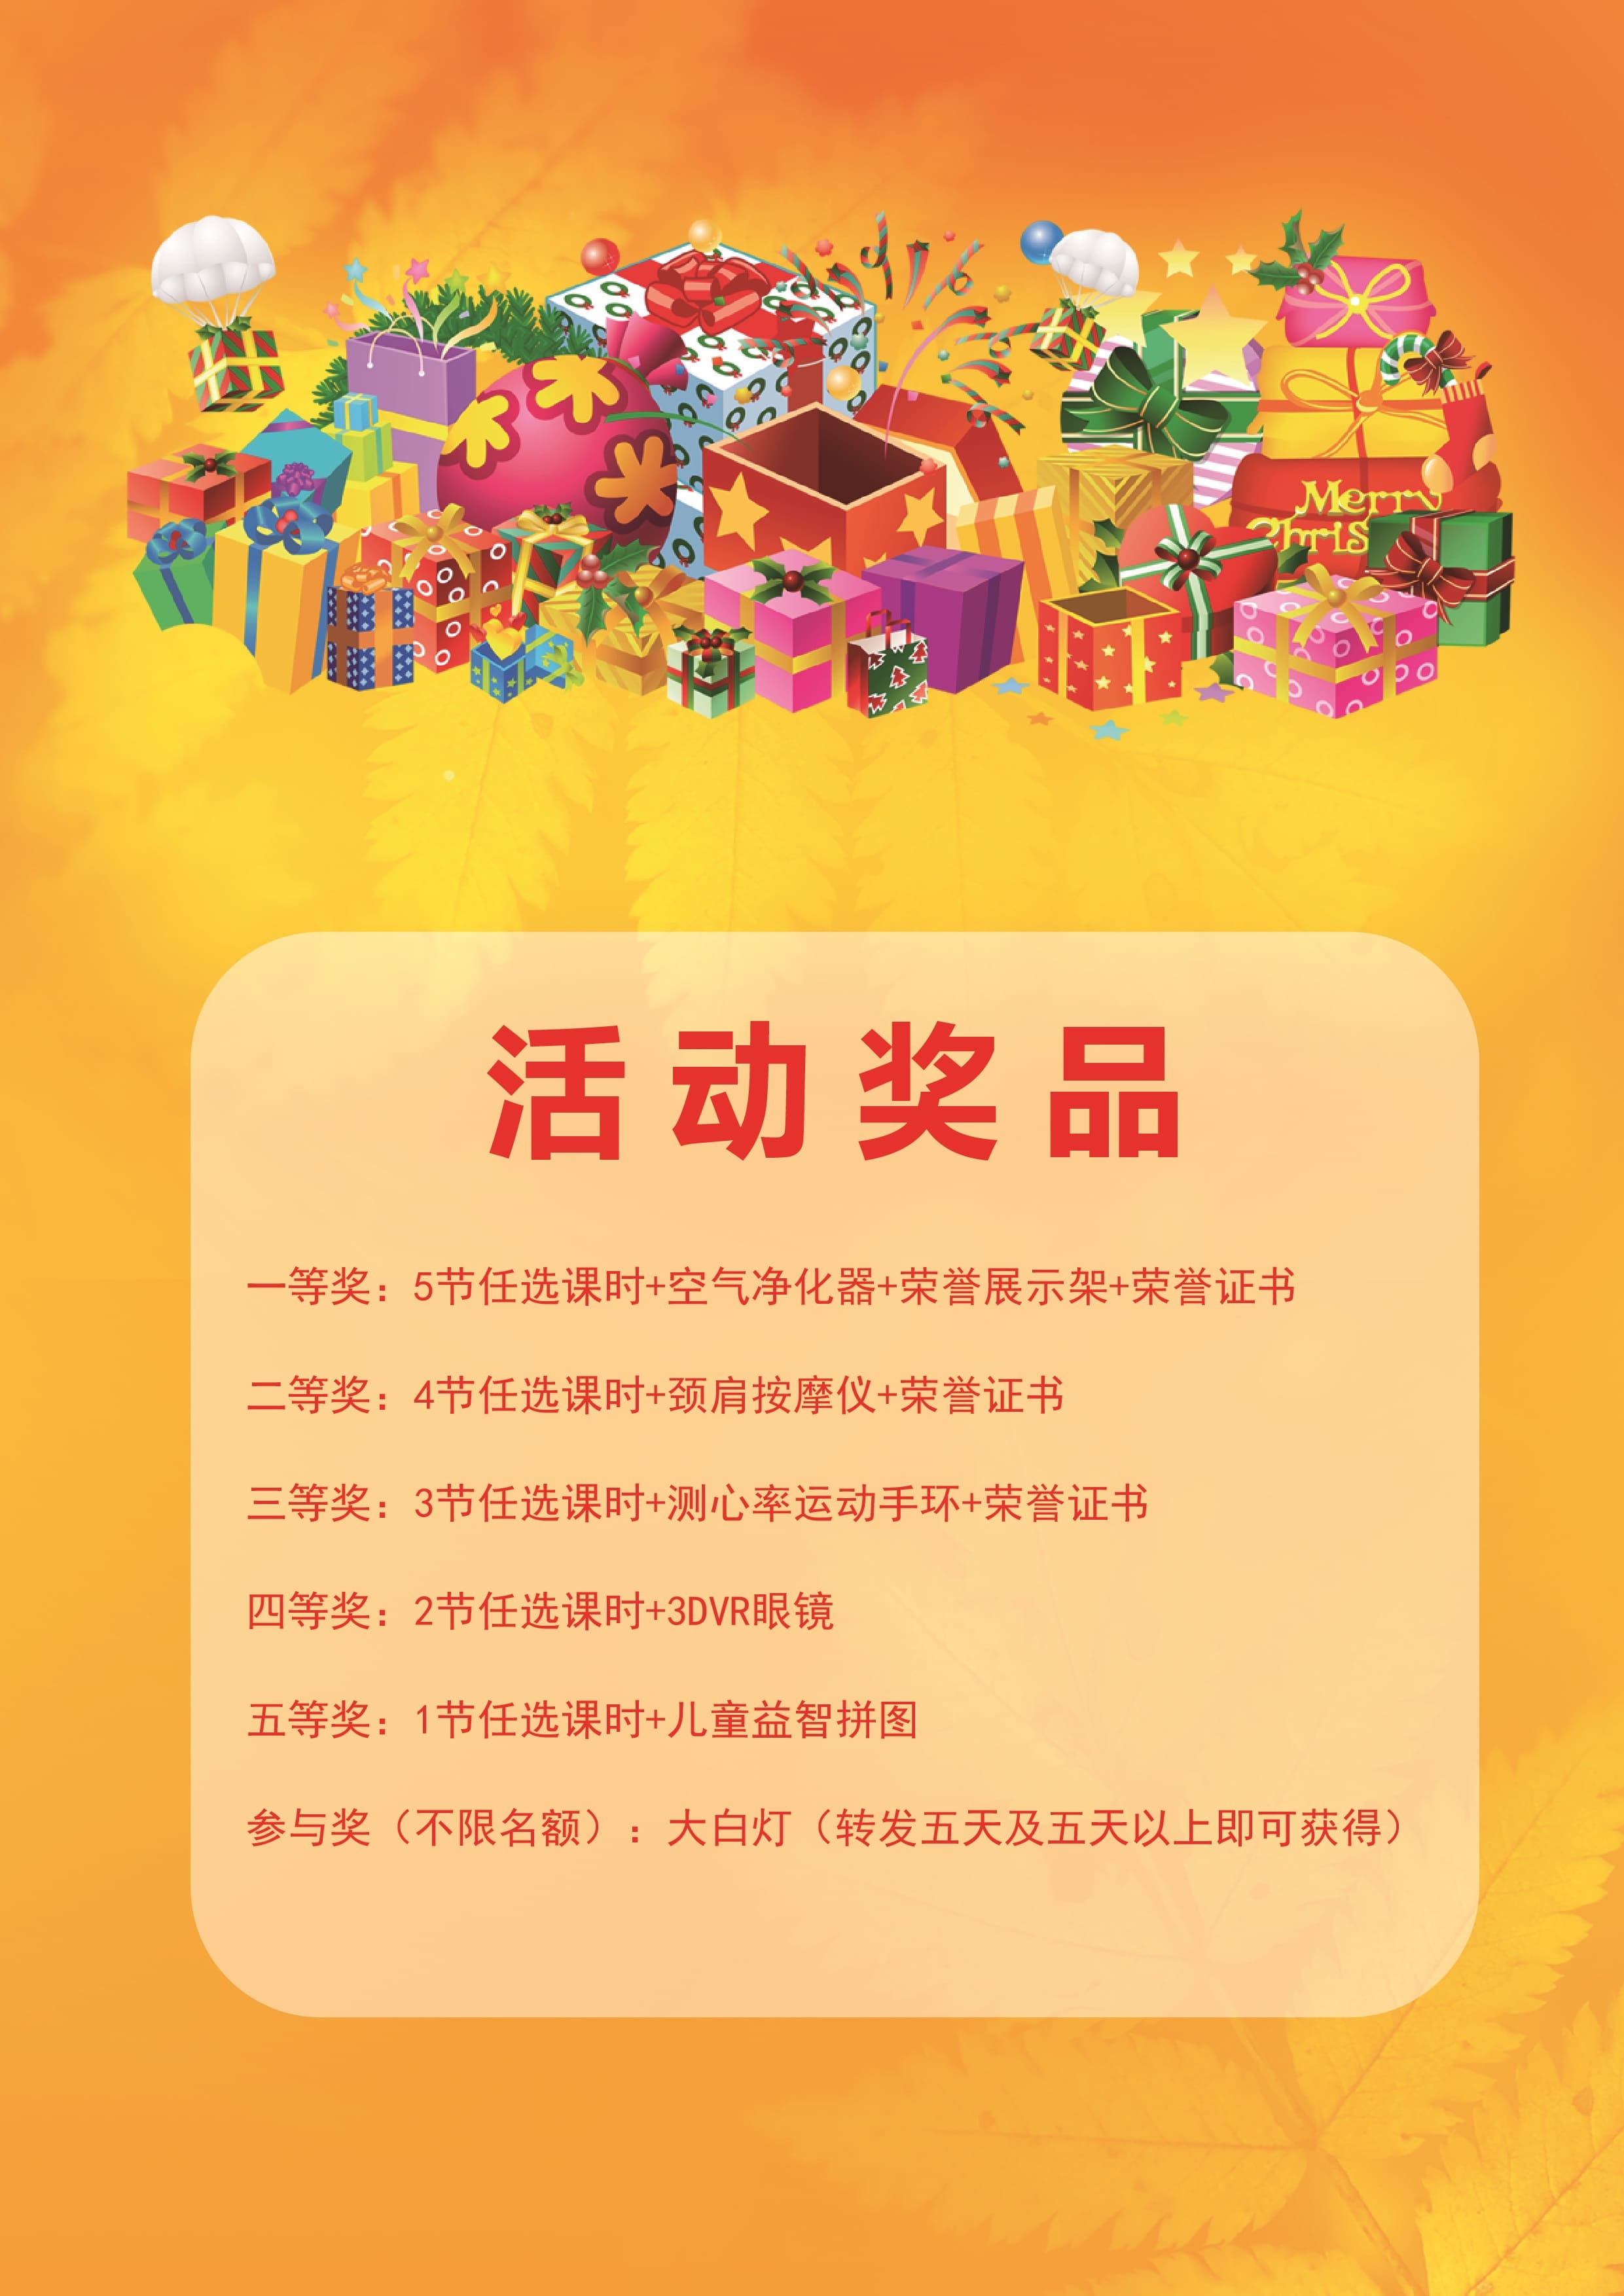 Merry
Chris
活动奖品
一等奖：5节任选课时+空气净化器+荣誉展示架+荣誉证书
二等奖：4节任选课时+颈肩按摩仪+荣誉证书
三等奖：3节任选课时+测心率运动手环+荣誉证书
四等奖：2节任选课时+3DVR眼镜
五等奖：1节任选课时+儿童益智拼图
参与奖（不限名额）：大白灯（转发五天及五天以上即可获得）